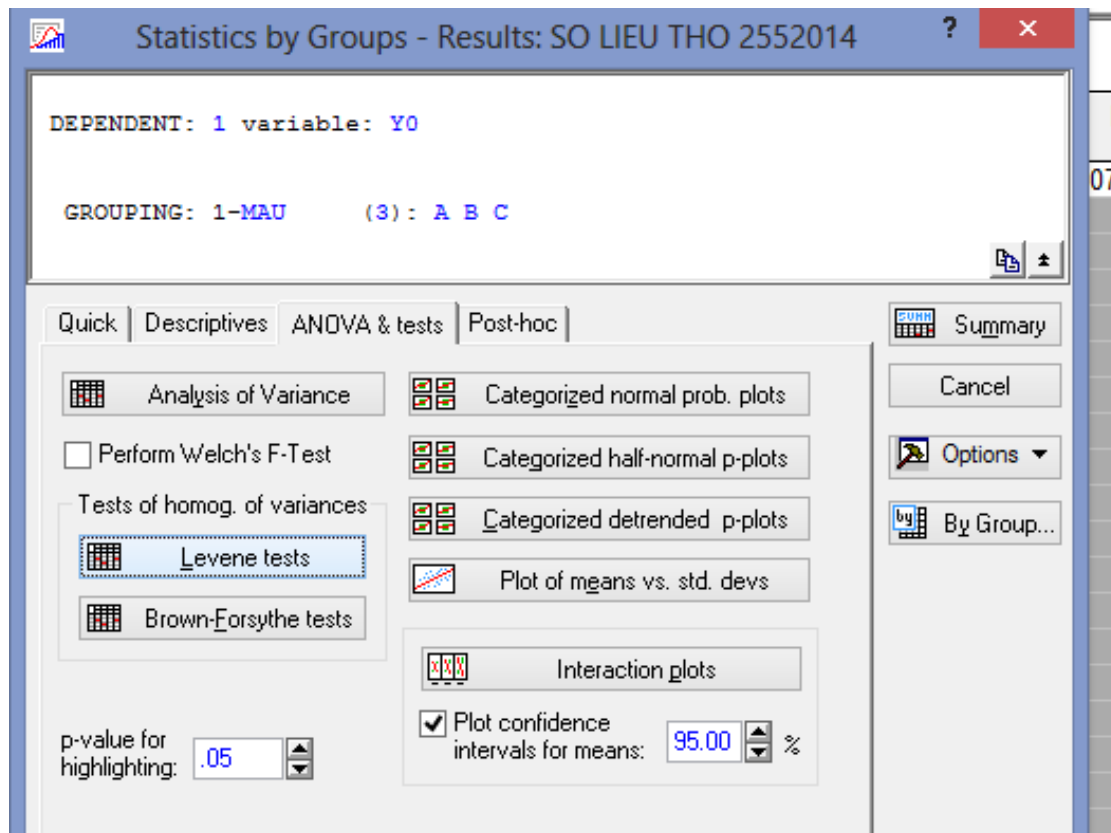 Statistics by Groups - Results: SO LIEU THO 2552014
?
DEPENDENT: 1 variable: Y0
GROUPING: 1-MAU (3): A B C
07
Quick Descriptives ANOVA & tests Post-hoc
Summary
Cancel
Options
By Group...
Analysis of Variance
Perform Welch's F-Test
Tests of homog. of variances
Levene tests
Brown-Forsythe tests
p-value for
highlighting: .05
Categorized normal prob. plots
Categorized half-normal p-plots
Categorized detrended p-plots
Plot of means vs. std. devs
Interaction plots
Plot confidence
intervals for means: 95.00 %